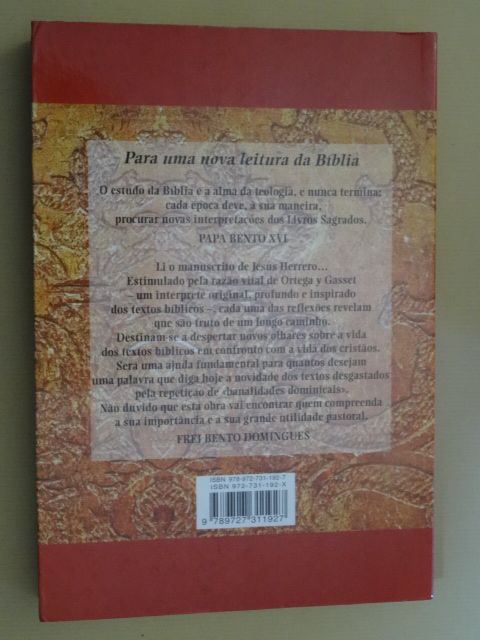 Para uma nova leitura da Bíblia
O estudo da Bíblia é a alma da teologia, e nunca termina:
cada época deve, à sua maneira,
procurar novas interpretações dos Livros Sagrados.
PAPA BENTO XVI
Li o manuscrito de Jesús Herrero...
Estimulado pela razão vital de Ortega y Gasset
um intérprete original, profundo e inspirado
dos textos bíblicos –, cada uma das reflexões revelam
que são fruto de um longo caminho.
Destinam-se a despertar novos olhares sobre a vida
dos textos bíblicos em confronto com a vida dos cristãos.
Será uma ajuda fundamental para quantos desejam
uma palavra que diga hoje a novidade dos textos desgastados
pela repetição de «banalidades dominicais».
Não duvido que esta obra vai encontrar quem compreenda
a sua importância e a sua grande utilidade pastoral.
FREI BENTO DOMINGUES
ISBN 978-972-731-192-7
ISBN 972-731-192-X
9 789727 311927